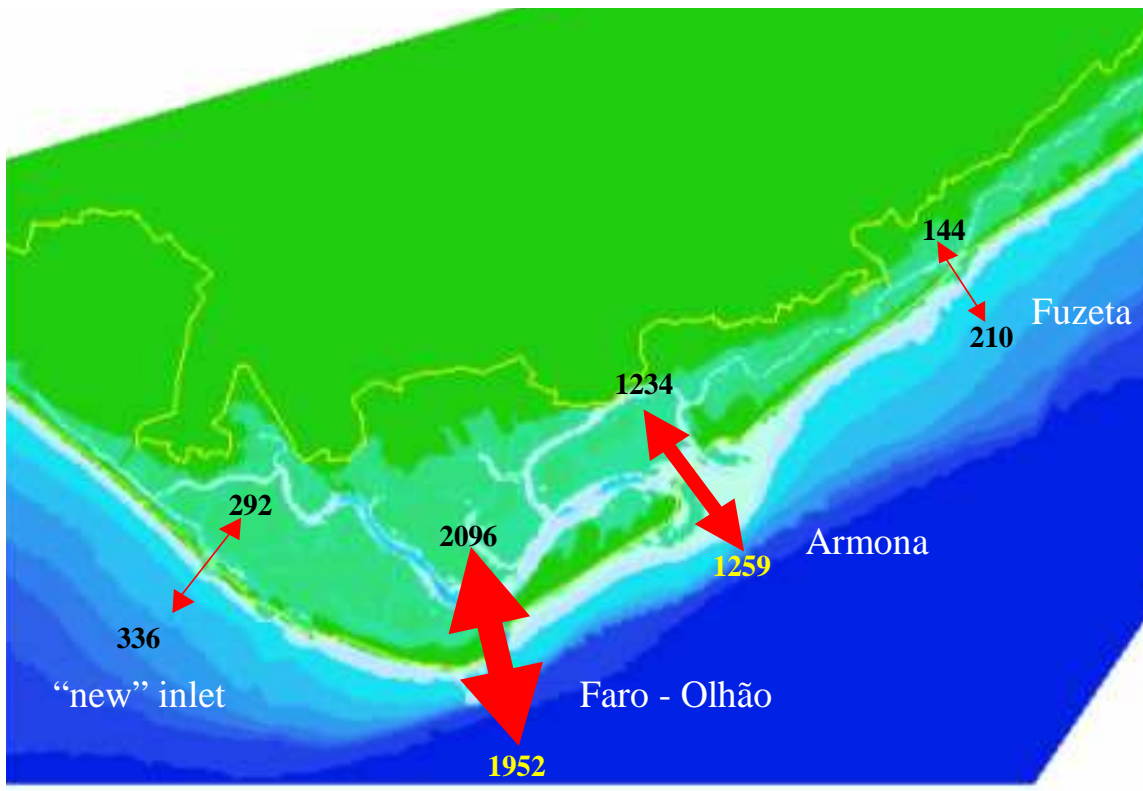 144
Fuzeta
210
1234
292
2096
Armona
1259
336
“new” inlet
Faro - Olhão
1952